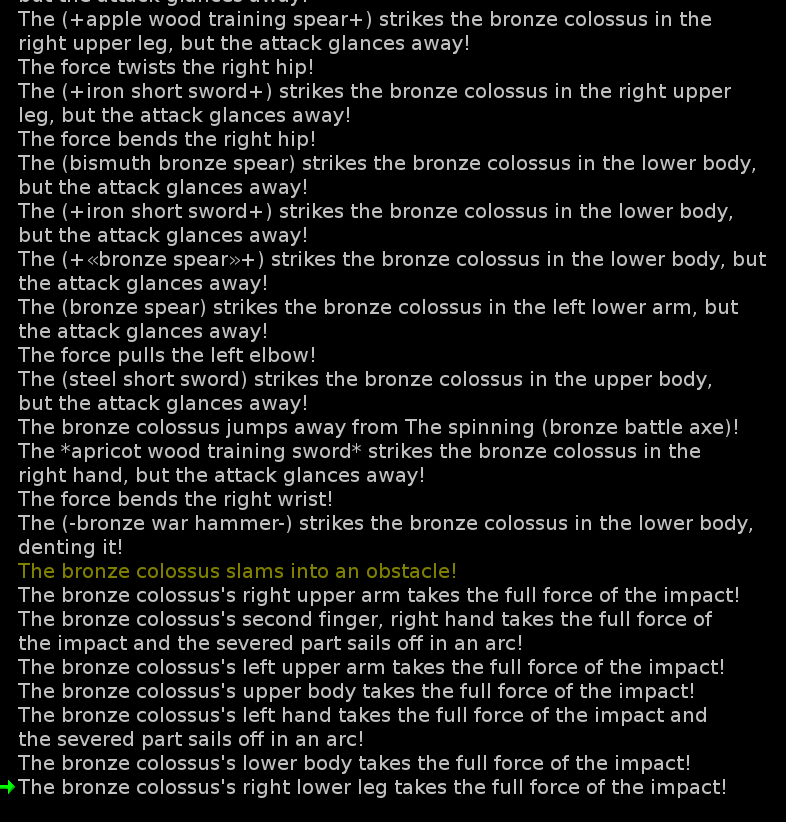 but the attack glances away!
The (+apple wood training spear+) strikes the bronze colossus in the
right upper leg, but the attack glances away!
The force twists the right hip!
The (+iron short sword+) strikes the bronze colossus in the right upper
leg, but the attack glances away!
The force bends the right hip!
The (bismuth bronze spear) strikes the bronze colossus in the lower body,
but the attack glances away!
The (+iron short sword+) strikes the bronze colossus in the lower body,
but the attack glances away!
The (+«bronze spear»+) strikes the bronze colossus in the lower body, but
the attack glances away!
The (bronze spear) strikes the bronze colossus in the left lower arm, but
the attack glances away!
The force pulls the left elbow!
The (steel short sword) strikes the bronze colossus in the upper body,
but the attack glances away!
The bronze colossus jumps away from The spinning (bronze battle axe)!
The *apricot wood training sword* strikes the bronze colossus in the
right hand, but the attack glances away!
The force bends the right wrist!
The (-bronze war hammer-) strikes the bronze colossus in the lower body,
denting it!
The bronze colossus slams into an obstacle!
The bronze colossus's right upper arm takes the full force of the impact!
The bronze colossus's second finger, right hand takes the full force of
the impact and the severed part sails off in an arc!
The bronze colossus's left upper arm takes the full force of the impact!
The bronze colossus's upper body takes the full force of the impact!
The bronze colossus's left hand takes the full force of the impact and
the severed part sails off in an arc!
The bronze colossus's lower body takes the full force of the impact!
The bronze colossus's right lower leg takes the full force of the impact!